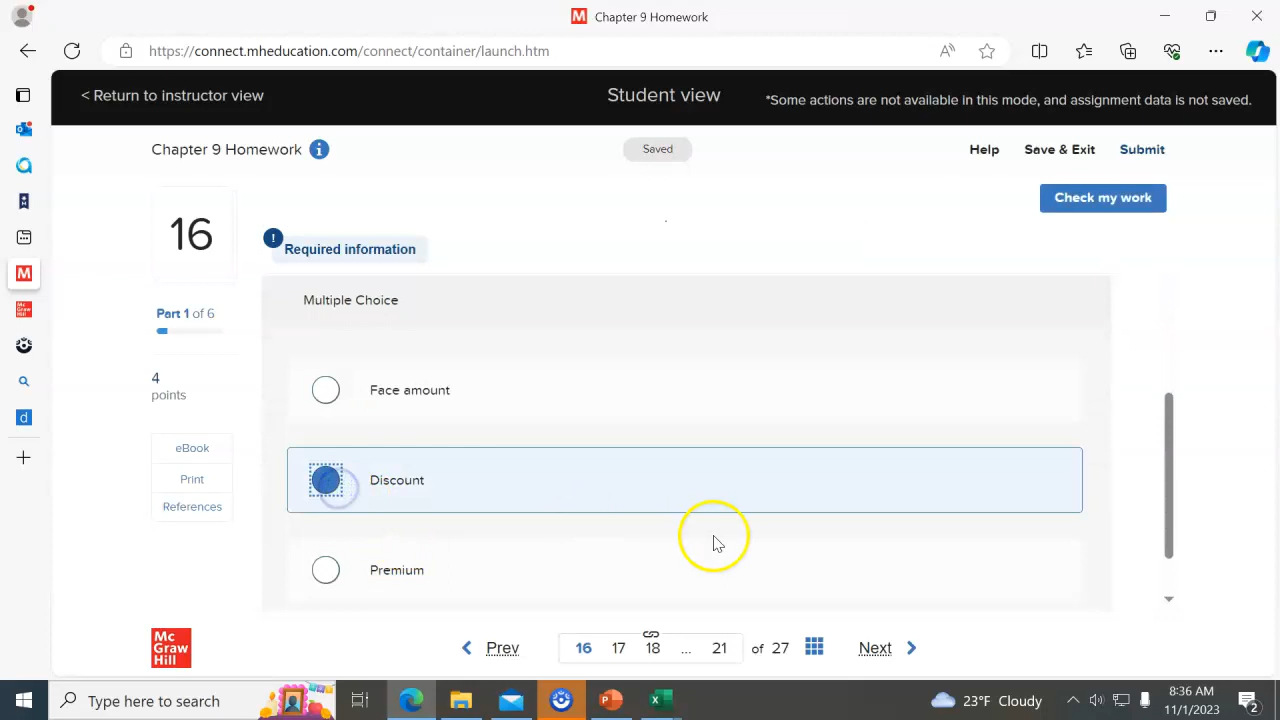 Chapter 9 Homework
https://connect.mheducation.com/connect/container/launch.htm
< Return to instructor view
Student view
*Some actions are not available in this mode, and assignment data is not saved.
Chapter 9 Homework
Saved
Help
Save & Exit
Submit
Check my work
16
Required information
Part 1 of 6
4
points
eBook
Print
References
Multiple Choice
Face amount
Discount
Premium
Mc
Graw
Hill
Prev
16 17 18 ... 21 of 27
Next
Type here to search
23°F Cloudy
8:36 AM
11/1/2023
2